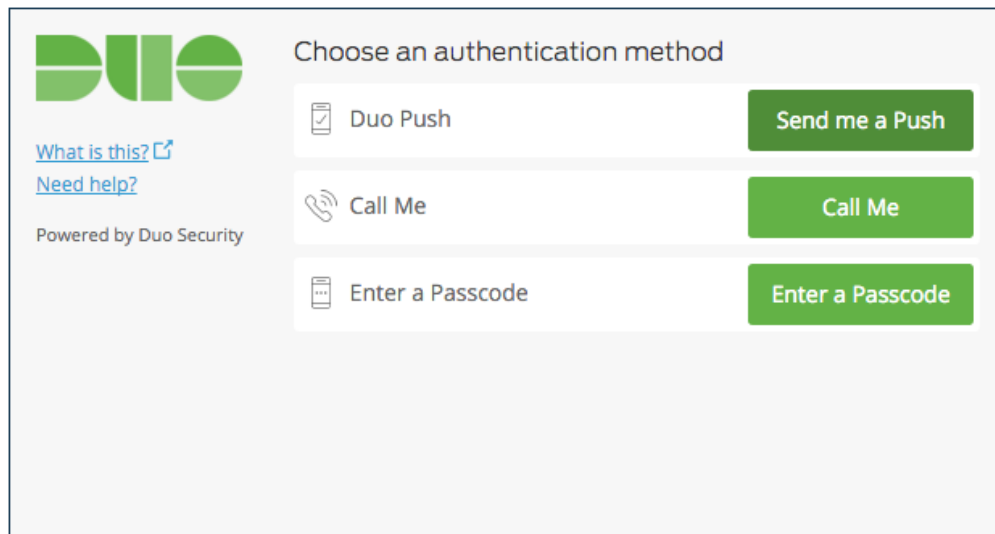 DUO
What is this?
Need help?
Powered by Duo Security
Choose an authentication method
Duo Push
Send me a Push
Call Me
Call Me
Enter a Passcode
Enter a Passcode